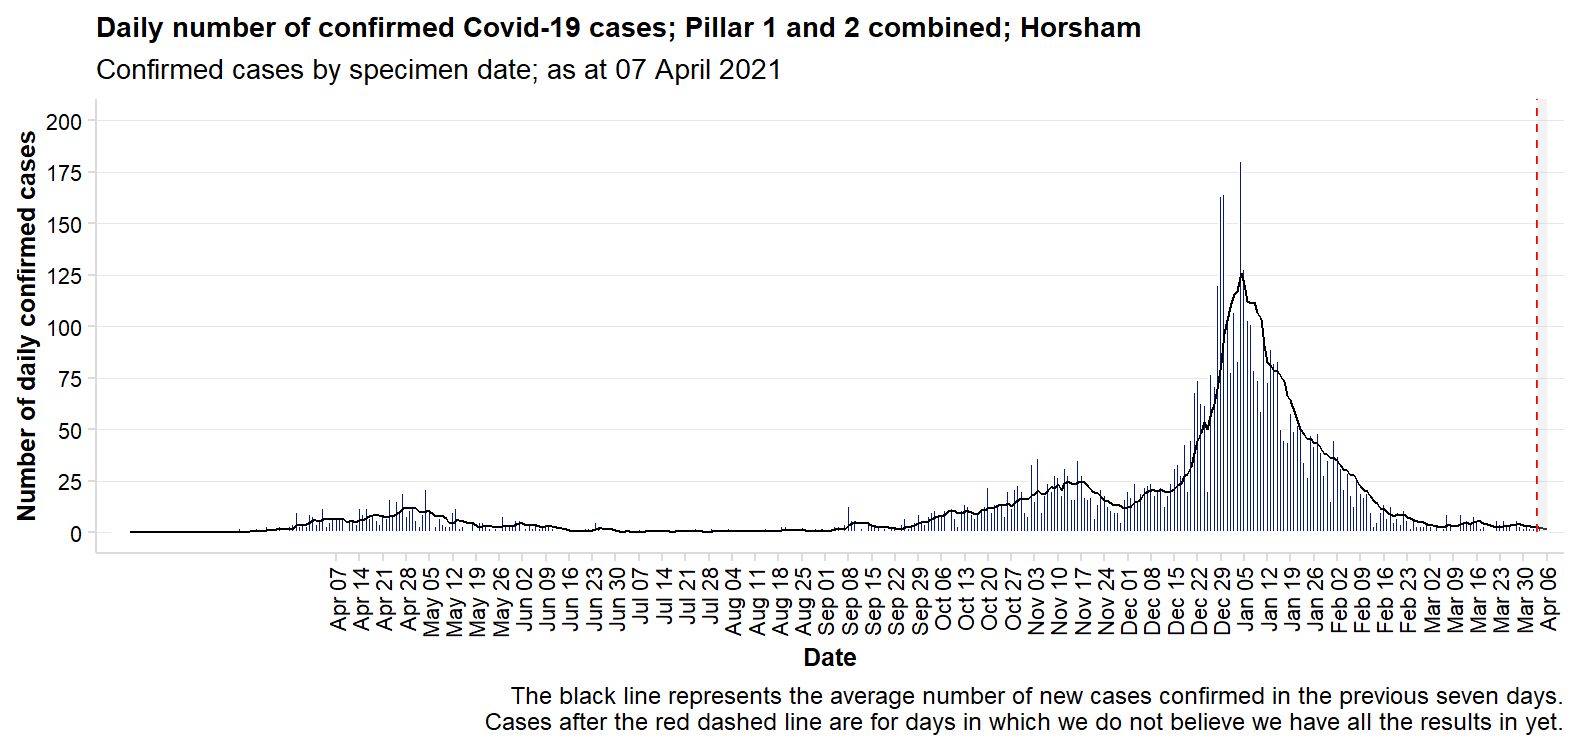 Daily number of confirmed Covid-19 cases; Pillar 1 and 2 combined; Horsham
Confirmed cases by specimen date; as at 07 April 2021
Number of daily confirmed cases
200
175
150
125
100
75
50
25
0
Apr 07
Apr 14
Apr 21
Apr 28
May 05
May 12
May 19
May 26
Jun 02
Jun 09
Jun 16
Jun 23
Jun 30
Jul 07
Jul 14
Jul 21
Jul 28
Aug 04
Aug 11
Aug 18
Aug 25
Sep 01
Sep 08
Sep 15
Sep 22
Sep 29
Oct 06
Oct 13
Oct 20
Oct 27
Nov 03
Nov 10
Nov 17
Nov 24
Dec 01
Dec 08
Dec 15
Dec 22
Dec 29
Jan 05
Jan 12
Jan 19
Jan 26
Feb 02
Feb 09
Feb 16
Feb 23
Mar 02
Mar 09
Mar 16
Mar 23
Mar 30
Apr 06
Date
The black line represents the average number of new cases confirmed in the previous seven days.
Cases after the red dashed line are for days in which we do not believe we have all the results in yet.